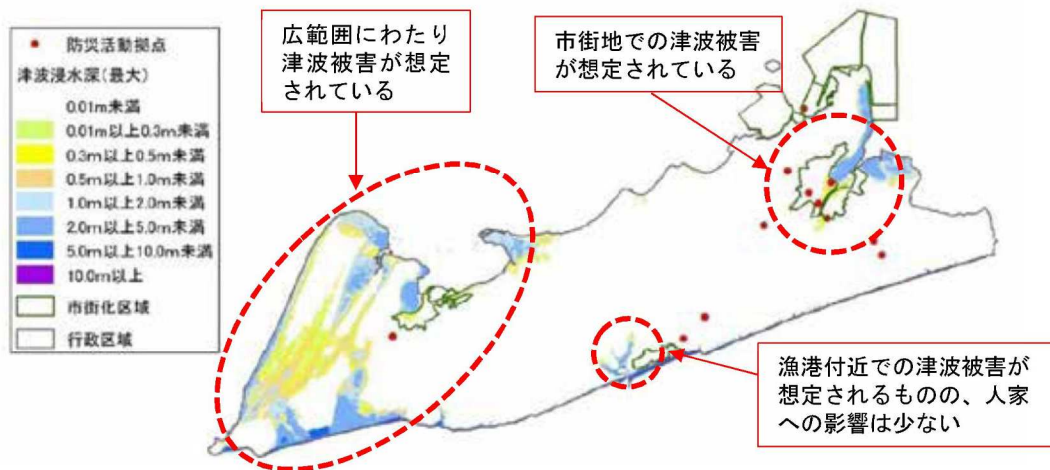 防災活動拠点
津波浸水深(最大)
0.01m未満
0.01m以上0.3m未満
0.3m以上0.5m未満
0.5m以上1.0m未満
1.0m以上2.0m未満
2.0m以上5.0m未満
5.0m以上10.0m未満
10.0m以上
市街化区域
行政区域
広範囲にわたり
津波被害が想定
されている
市街地での津波被害
が想定されている
漁港付近での津波被害が
想定されるものの、人家
への影響は少ない